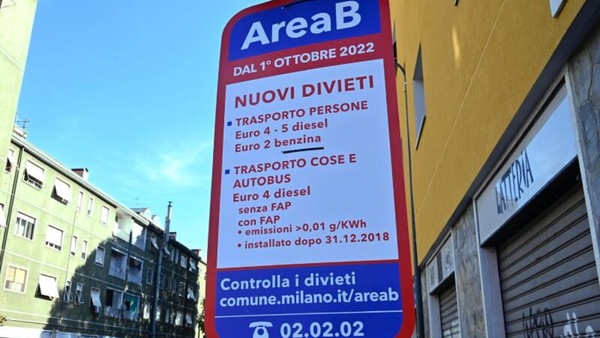 AreaB
DAL 1° OTTOBRE 2022
NUOVI DIVIETI
TRASPORTO PERSONE
Euro 4 - 5 diesel
Euro 2 benzina
TRASPORTO COSE E
AUTOBUS
Euro 4 diesel
senza FAP
con FAP
• emissioni >0,01 g/KWh
• installato dopo 31.12.2018
Controlla i divieti
comune.milano.it/areab
02.02.02
LATTERIA